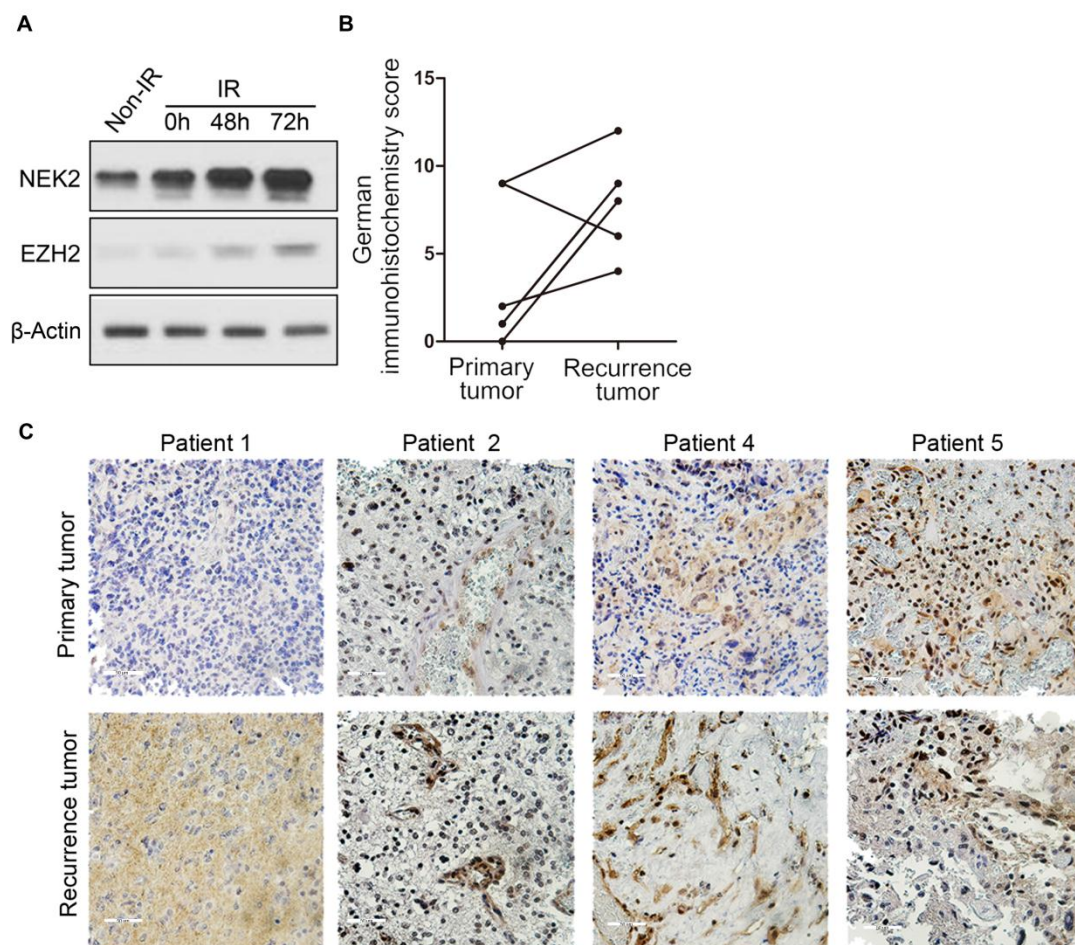 A
Non-IR
IR
0h 48h 72h
NEK2
EZH2
β-Actin
B
German
immunohistochemistry score
15
10
5
0
Primary
tumor
Recurrence
tumor
C
Patient 1
Patient 2
Patient 4
Patient 5
Primary tumor
Recurrence tumor